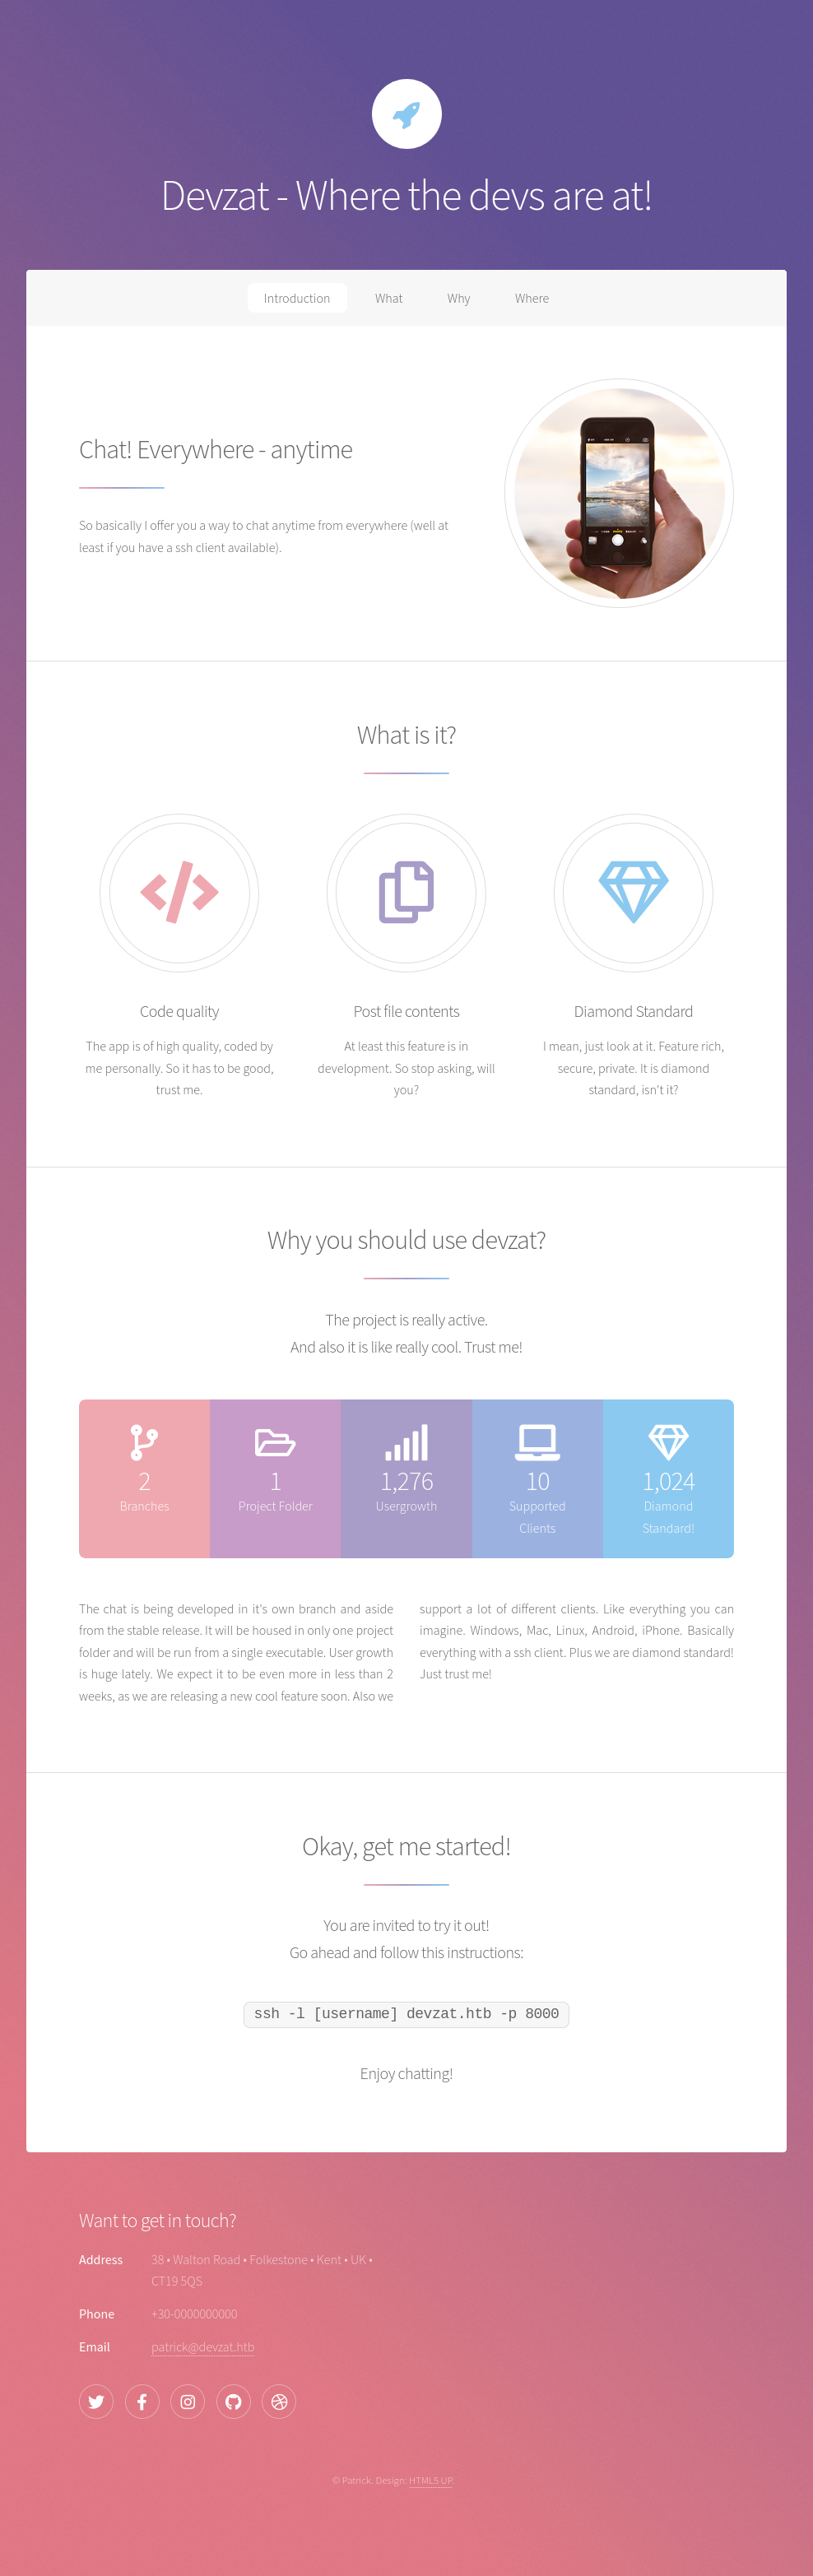 Devzat - Where the devs are at!
Introduction What Why Where
Chat! Everywhere - anytime
So basically I offer you a way to chat anytime from everywhere (well at
least if you have a ssh client available).
What is it?
Code quality
The app is of high quality, coded by
me personally. So it has to be good,
trust me.
Post file contents
At least this feature is in
development. So stop asking, will
you?
Diamond Standard
I mean, just look at it. Feature rich,
secure, private. It is diamond
standard, isn't it?
Why you should use devzat?
The project is really active.
And also it is like really cool. Trust me!
2
Branches
1
Project Folder
1,276
Usergrowth
10
Supported
Clients
1,024
Diamond
Standard!
The chat is being developed in it's own branch and aside
from the stable release. It will be housed in only one project
folder and will be run from a single executable. User growth
is huge lately. We expect it to be even more in less than 2
weeks, as we are releasing a new cool feature soon. Also we
support a lot of different clients. Like everything you can
imagine. Windows, Mac, Linux, Android, iPhone. Basically
everything with a ssh client. Plus we are diamond standard!
Just trust me!
Okay, get me started!
You are invited to try it out!
Go ahead and follow this instructions:
ssh -l [username] devzat.htb -p 8000
Enjoy chatting!
Want to get in touch?
Address 38 • Walton Road • Folkestone • Kent • UK •
CT19 5QS
Phone +30-0000000000
Email patrick@devzat.htb
© Patrick. Design: HTML5 UP.